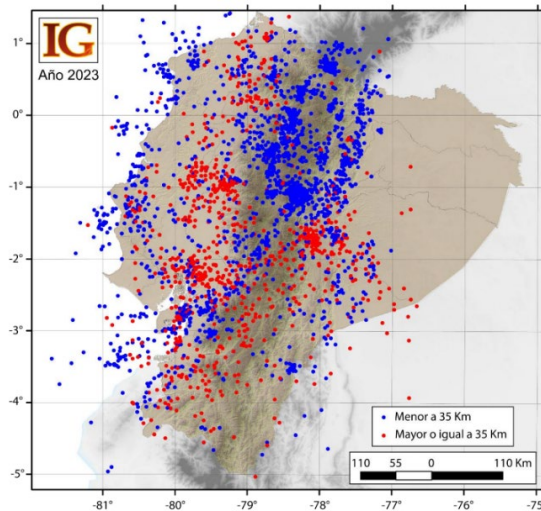 IG
Año 2023
1°
0°
-1°
-2°
-3°
-4°
-5°
Menor a 35 Km
Mayor o igual a 35 Km
110 55 0 110 Km
-81° -80° -79° -78° -77° -76° -75